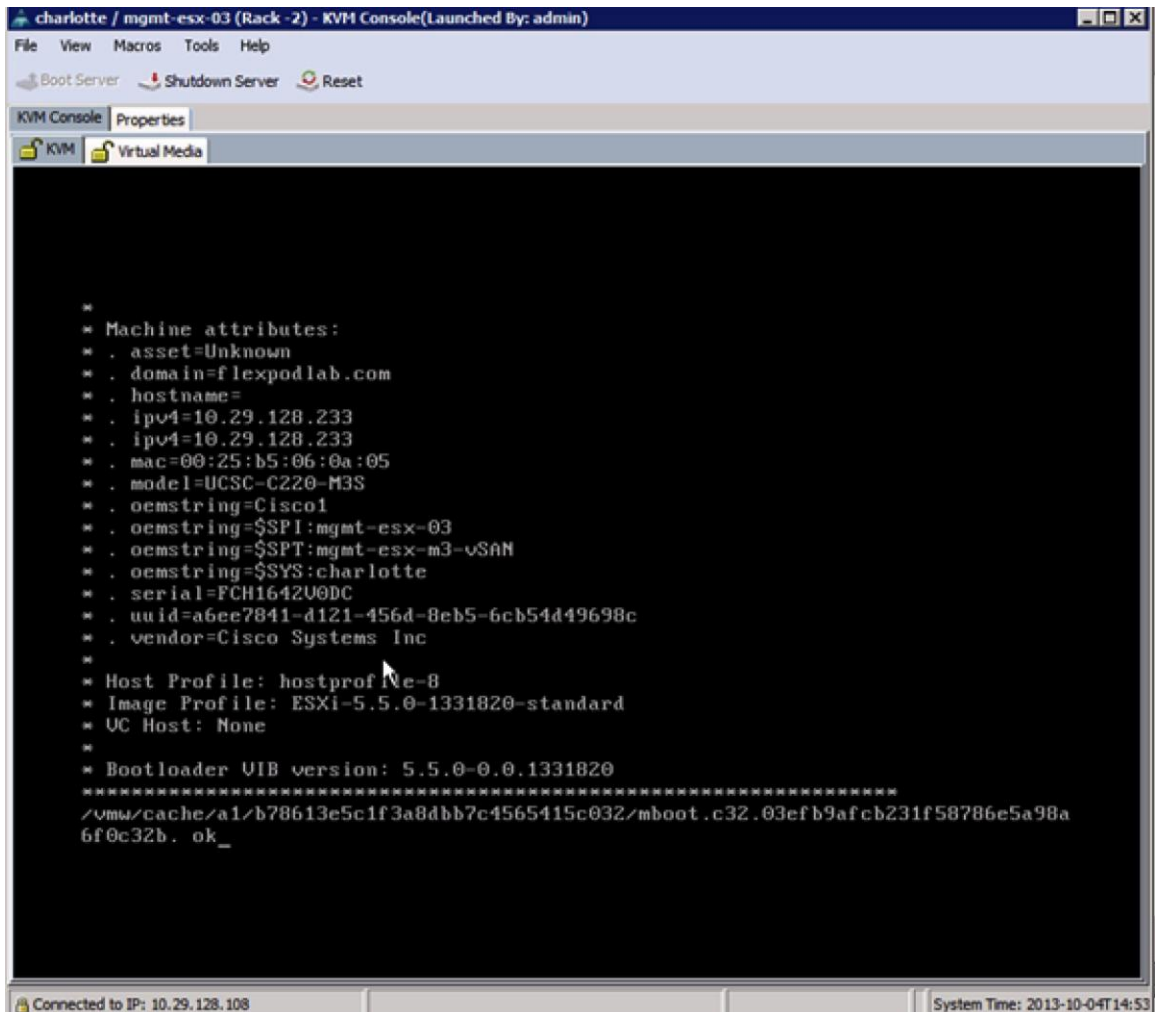 charlotte / mgmt-esx-03 (Rack -2) - KVM Console(Launched By: admin)
File View Macros Tools Help
Boot Server Shutdown Server Reset
KVM Console Properties
KVM Virtual Media
*
* Machine attributes:
* . asset=Unknown
* . domain=flexpodlab.com
* . hostname=
* . ipv4=10.29.128.233
* . ipv4=10.29.128.233
* . mac=00:25:b5:06:0a:05
* . model=UCSC-C220-M3S
* . oemstring=Cisco1
* . oemstring=$SPI:mgmt-esx-03
* . oemstring=$SPT:mgmt-esx-m3-vSAN
* . oemstring=$SYS:charlotte
* . serial=FCH1642V0DC
* . uuid=a6ee7841-d121-456d-8eb5-6cb54d49698c
* . vendor=Cisco Systems Inc
*
* Host Profile: hostprofile-8
* Image Profile: ESXi-5.5.0-1331820-standard
* VC Host: None
*
* Bootloader VIB version: 5.5.0-0.0.1331820
******************************************************************
/vmw/cache/a1/b78613e5c1f3a8dbb7c4565415c032/mboot.c32.03efb9afcb231f58786e5a98a
6f0c32b. ok_
Connected to IP: 10.29.128.108 System Time: 2013-10-04T14:53